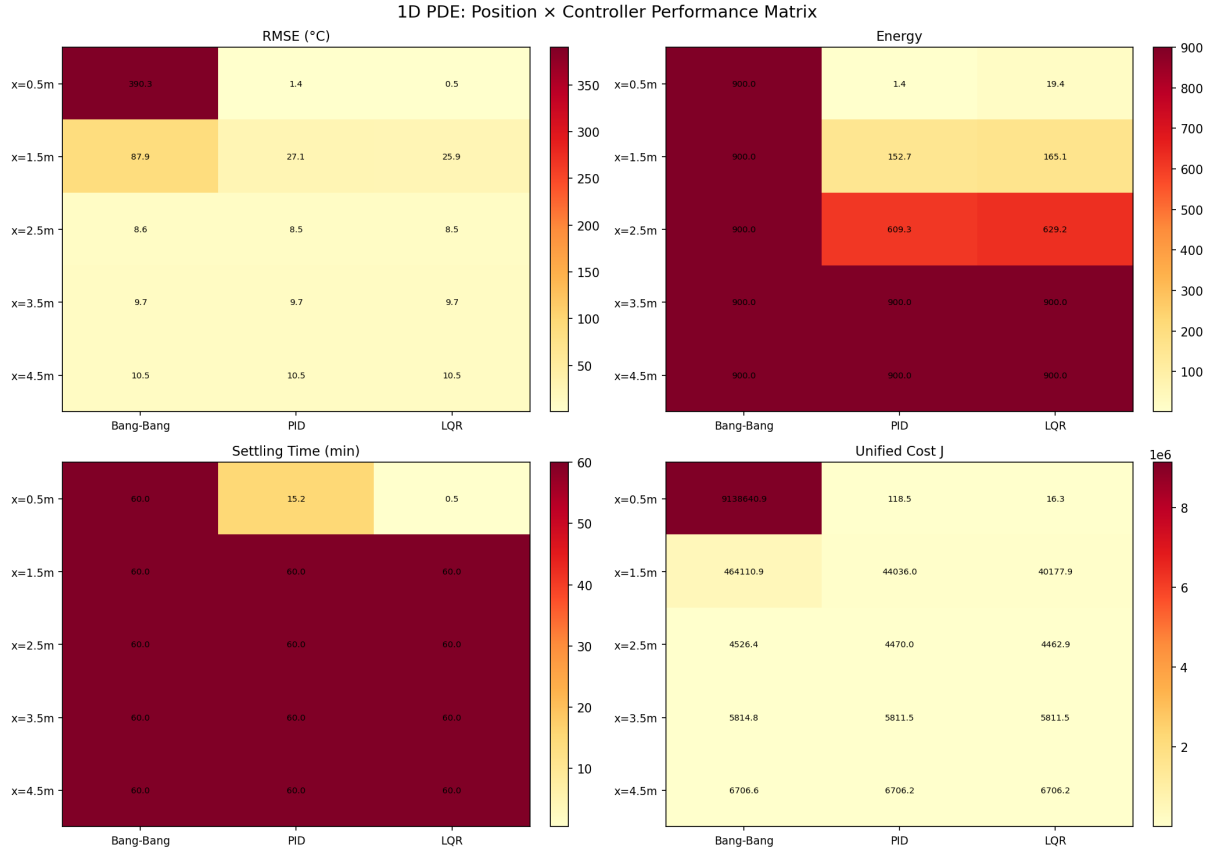 1D PDE: Position × Controller Performance Matrix
RMSE (°C)
x=0.5m 390.3 1.4 0.5
x=1.5m 87.9 27.1 25.9
x=2.5m 8.6 8.5 8.5
x=3.5m 9.7 9.7 9.7
x=4.5m 10.5 10.5 10.5
Bang-Bang PID LQR
350
300
250
200
150
100
50
Energy
x=0.5m 900.0 1.4 19.4
x=1.5m 900.0 152.7 165.1
x=2.5m 900.0 609.3 629.2
x=3.5m 900.0 900.0 900.0
x=4.5m 900.0 900.0 900.0
Bang-Bang PID LQR
900
800
700
600
500
400
300
200
100
Settling Time (min)
x=0.5m 60.0 15.2 0.5
x=1.5m 60.0 60.0 60.0
x=2.5m 60.0 60.0 60.0
x=3.5m 60.0 60.0 60.0
x=4.5m 60.0 60.0 60.0
Bang-Bang PID LQR
60
50
40
30
20
10
Unified Cost J
x=0.5m 9138840.9 118.5 16.3
x=1.5m 464110.9 44036.0 40177.9
x=2.5m 4526.4 4470.0 4462.9
x=3.5m 5814.8 5811.5 5811.5
x=4.5m 6706.6 6706.2 6706.2
Bang-Bang PID LQR
1e6
8
6
4
2